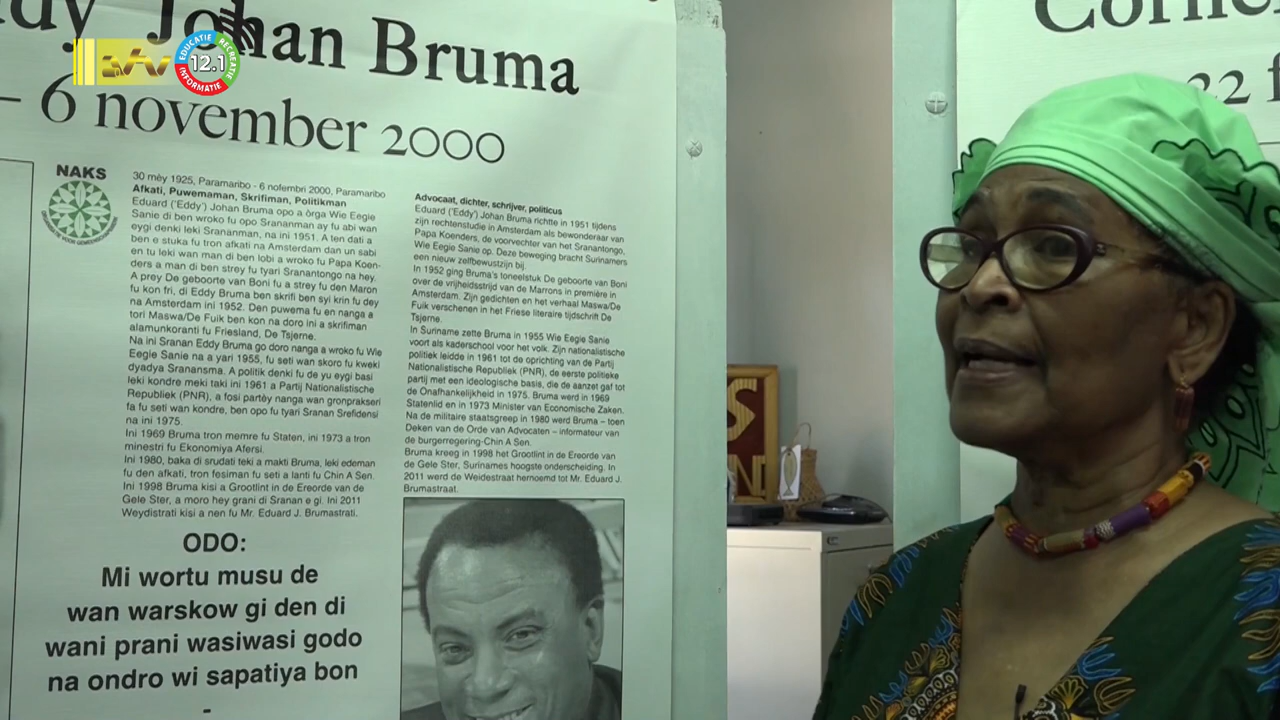 dy Johan Bruma
– 6 november 2000
EDUCATIE RECREATIE INFORMATIE
12.1
NAKS
30 mèy 1925, Paramaribo - 6 nofembri 2000, Paramaribo
Afkati, Puwemaman, Skrifiman, Politikman
Eduard ('Eddy') Johan Bruma opo a òrga Wie Eegie
Sanie di ben wroko fu opo Srananman ay fu abi wan
eygi denki leki Srananman, na ini 1951. A ten dati a
ben e stuka fu tron afkati na Amsterdam dan un sabi
en tu leki wan man di ben lobi a wroko fu Papa Koen-
ders a man di ben strey fu tyari Sranantongo na hey.
A prey De geboorte van Boni fu a strey fu den Maron
fu kon fri, di Eddy Bruma ben skrifi ben syi krin fu dey
na Amsterdam ini 1952. Den puwema fu en nanga a
tori Maswa/De Fuik ben kon na doro ini a skrifiman
alamunkoranti fu Friesland, De Tsjerne.
Na ini Sranan Eddy Bruma go doro nanga a wroko fu Wie
Eegie Sanie na a yari 1955, fu seti wan skoro fu kweki
dyadya Sranansma. A politik denki fu de yu eygi basi
leki kondre meki taki ini 1961 a Partij Nationalistische
Republiek (PNR), a fosi partèy nanga wan gronprakseri
fa fu seti wan kondre, ben opo fu tyari Sranan Srefidensi
na ini 1975.
Ini 1969 Bruma tron memre fu Staten, ini 1973 a tron
ministri fu Ekonomiya Afersi.
Ini 1980, baka di srudati teki a makti Bruma, leki edeman
fu den afkati, tron fesiman fu seti a lanti fu Chin A Sen.
Ini 1998 Bruma kisi a Grootlint in de Ereorde van de
Gele Ster, a moro hey grani di Sranan e gi. Ini 2011
Weydistrati kisi a nen fu Mr. Eduard J. Brumastrati.
ODO:
Mi wortu musu de
wan warskow gi den di
wani prani wasiwasi godo
na ondro wi sapatiya bon
-
Advocaat, dichter, schrijver, politicus
Eduard ('Eddy') Johan Bruma richtte in 1951 tijdens
zijn rechtenstudie in Amsterdam als bewonderaar van
Papa Koenders, de voorvechter van het Sranantongo,
Wie Eegie Sanie op. Deze beweging bracht Surinamers
een nieuw zelfbewustzijn bij.
In 1952 ging Bruma's toneelstuk De geboorte van Boni
over de vrijheidsstrijd van de Marrons in première in
Amsterdam. Zijn gedichten en het verhaal Maswa/De
Fuik verschenen in het Friese literaire tijdschrift De
Tsjerne.
In Suriname zette Bruma in 1955 Wie Eegie Sanie
voort als kaderschool voor het volk. Zijn nationalistische
politiek leidde in 1961 tot de oprichting van de Partij
Nationalistische Republiek (PNR), de eerste politieke
partij met een ideologische basis, die de aanzet gaf tot
de Onafhankelijkheid in 1975. Bruma werd in 1969
Statenlid en in 1973 Minister van Economische Zaken.
Na de militaire staatsgreep in 1980 werd Bruma – toen
Deken van de Orde van Advocaten – informateur van
de burgerregering-Chin A Sen.
Bruma kreeg in 1998 het Grootlint in de Ereorde van
de Gele Ster, Surinames hoogste onderscheiding. In
2011 werd de Weidestraat hernoemd tot Mr. Eduard J.
Brumastraat.
Corne
22 f